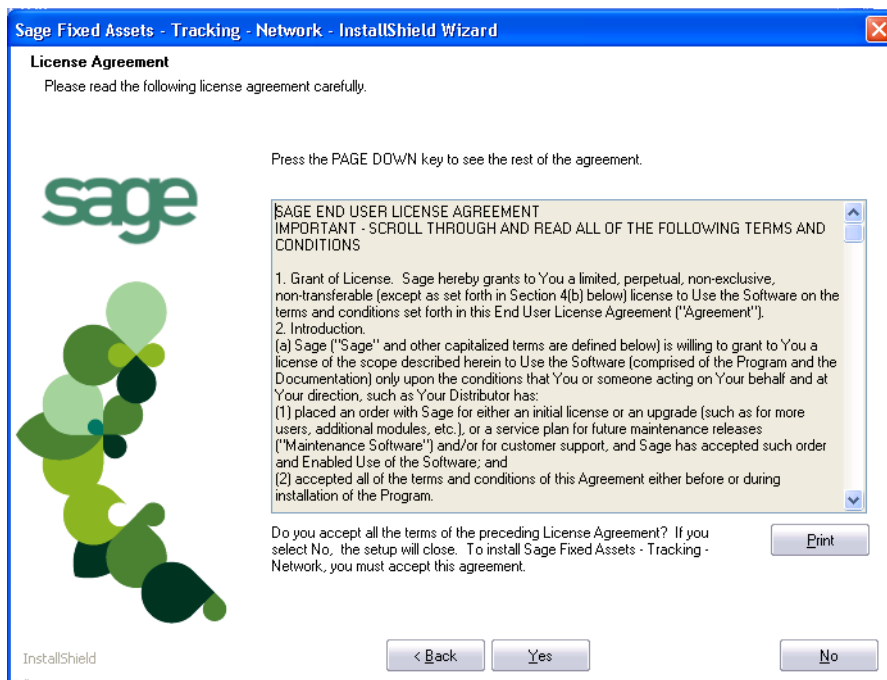 Sage Fixed Assets - Tracking - Network - InstallShield Wizard
License Agreement
Please read the following license agreement carefully.
Press the PAGE DOWN key to see the rest of the agreement.
sage
SAGE END USER LICENSE AGREEMENT
IMPORTANT - SCROLL THROUGH AND READ ALL OF THE FOLLOWING TERMS AND
CONDITIONS
1. Grant of License.  Sage hereby grants to You a limited, perpetual, non-exclusive,
non-transferable (except as set forth in Section 4(b) below) license to Use the Software on the
terms and conditions set forth in this End User License Agreement ("Agreement").
2. Introduction.
(a) Sage ("Sage" and other capitalized terms are defined below) is willing to grant to You a
license of the scope described herein to Use the Software (comprised of the Program and the
Documentation) only upon the conditions that You or someone acting on Your behalf and at
Your direction, such as Your Distributor has:
(1) placed an order with Sage for either an initial license or an upgrade (such as for more
users, additional modules, etc.), or a service plan for future maintenance releases
("Maintenance Software") and/or for customer support, and Sage has accepted such order
and Enabled Use of the Software; and
(2) accepted all of the terms and conditions of this Agreement either before or during
installation of the Program.
Do you accept all the terms of the preceding License Agreement?  If you
select No,  the setup will close.  To install Sage Fixed Assets - Tracking -
Network, you must accept this agreement.
Print
InstallShield
< Back
Yes
No